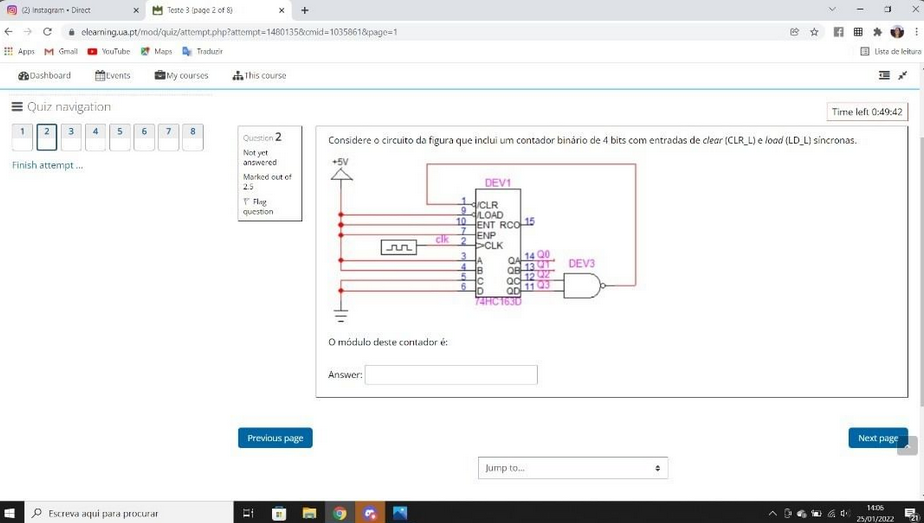 (2) Instagram • Direct
Teste 3 (page 2 of 8)
elearning.ua.pt/mod/quiz/attempt.php?attempt=1480135&cmid=1035861&page=1
Apps
Gmail
YouTube
Maps
Traduzir
Lista de leitura
Dashboard
Events
My courses
This course
Quiz navigation
Time left 0:49:42
1 2 3 4 5 6 7 8
Finish attempt ...
Question 2
Not yet
answered
Marked out of
2.5
Flag
question
Considere o circuito da figura que inclui um contador binário de 4 bits com entradas de clear (CLR_L) e load (LD_L) síncronas.
+5V
DEV1
1 /CLR
9 /LOAD
10 ENT RCO 15
7 ENP
clk 2 >CLK
3 A QA 14 Q0
4 B QB 13 Q1
5 C QC 12 Q2
6 D QD 11 Q3
DEV3
74HC163D
O módulo deste contador é:
Answer:
Previous page
Next page
Jump to...
Escreva aqui para procurar
14:06
25/01/2022